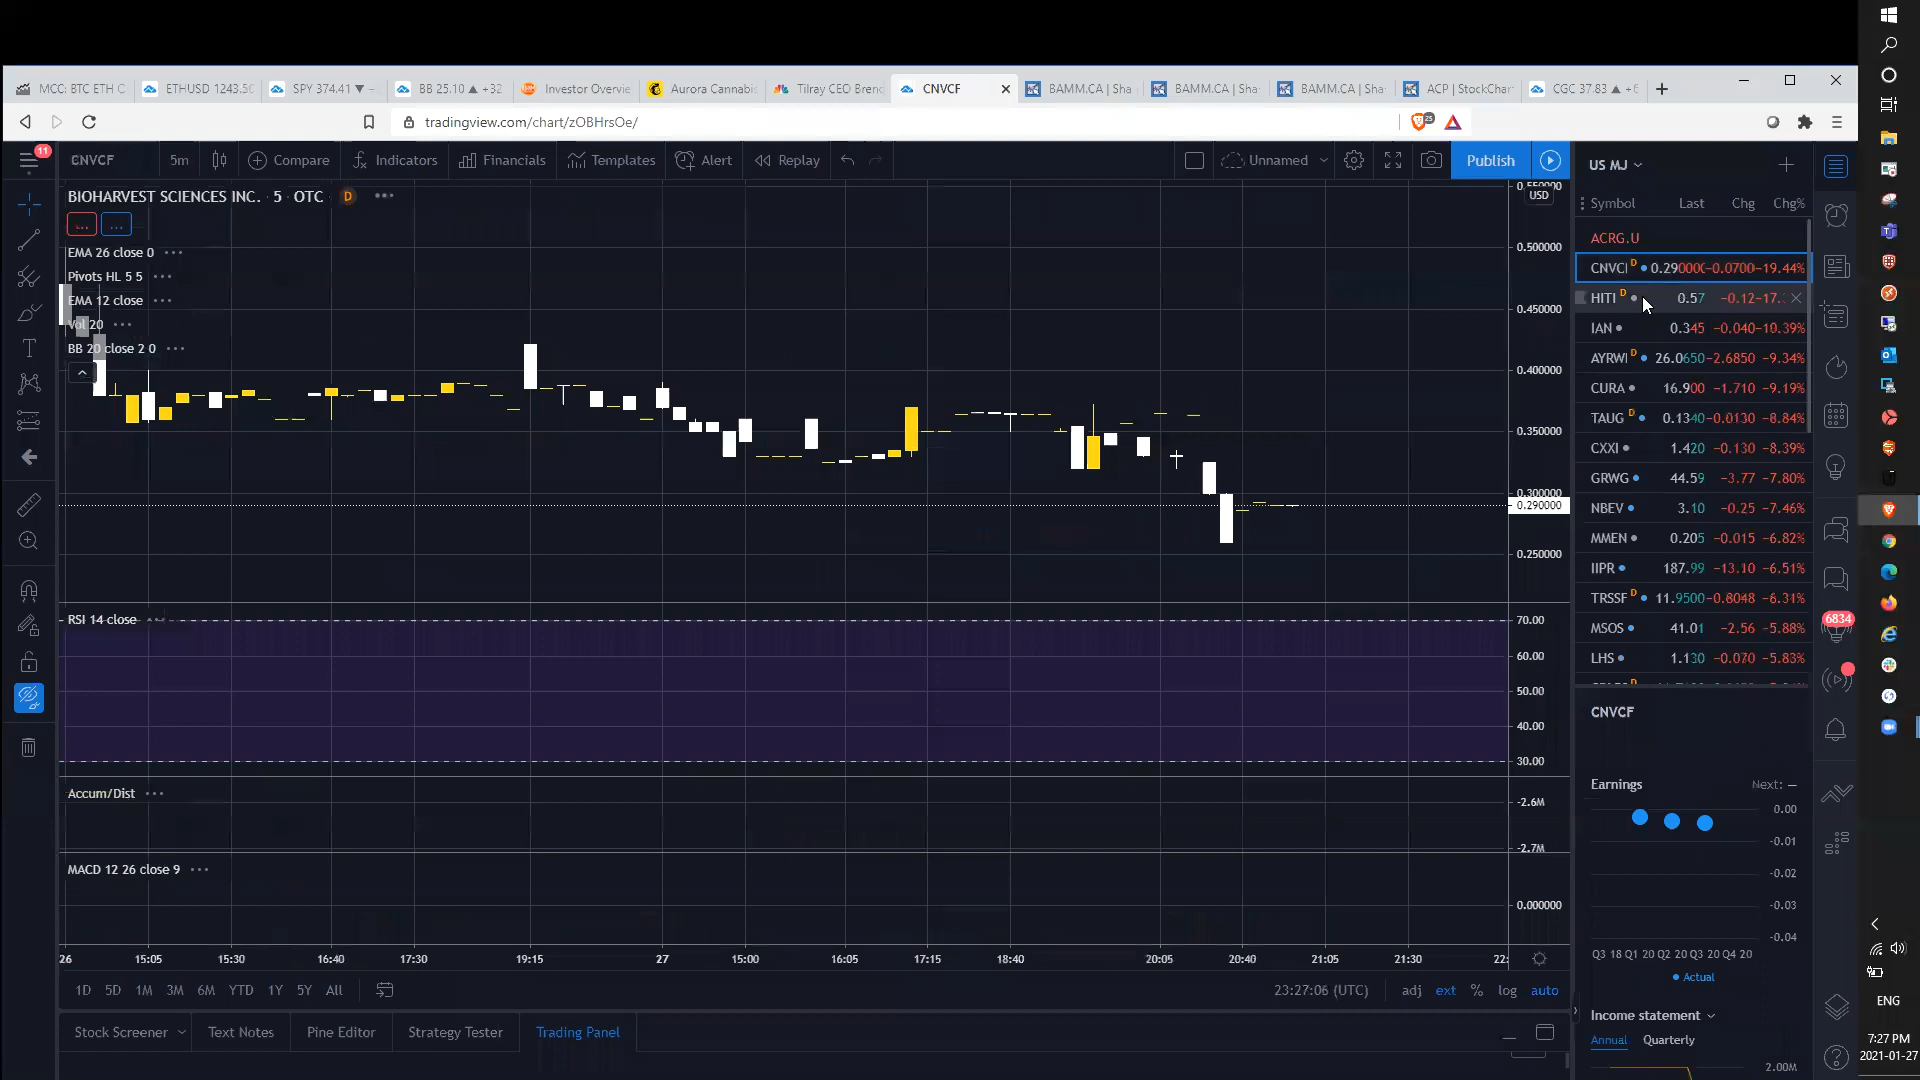 MCC: BTC ETH C
ETHUSD 1243.50
SPY 374.41 ▼ −
BB 25.10 ▲ +32
Investor Overvie
Aurora Cannabis
Tilray CEO Brend
CNVCF
BAMM.CA | Sha
BAMM.CA | Sha
BAMM.CA | Sha
ACP | StockChar
CGC 37.83 ▲ +6
tradingview.com/chart/zOBHrsOe/
25
11
CNVCF 5m Compare Indicators Financials Templates Alert Replay Unnamed Publish
BIOHARVEST SCIENCES INC. · 5 · OTC D
USD
EMA 26 close 0
Pivots HL 5 5
EMA 12 close
Vol 20
BB 20 close 2 0
0.550000
0.500000
0.450000
0.400000
0.350000
0.300000
0.290000
0.250000
RSI 14 close
70.00
60.00
50.00
40.00
30.00
Accum/Dist
−2.6M
−2.7M
MACD 12 26 close 9
0.000000
26 15:05 15:30 16:40 17:30 19:15 27 15:00 16:05 17:15 18:40 20:05 20:40 21:05 21:30 22:
1D 5D 1M 3M 6M YTD 1Y 5Y All
23:27:06 (UTC) adj ext % log auto
Stock Screener Text Notes Pine Editor Strategy Tester Trading Panel
US MJ
Symbol Last Chg Chg%
ACRG.U
CNVCI D 0.29000C −0.0700 −19.44%
HITI D 0.57 −0.12 −17.
IAN 0.345 −0.040 −10.39%
AYRWI D 26.0650 −2.6850 −9.34%
CURA 16.900 −1.710 −9.19%
TAUG D 0.1340 −0.0130 −8.84%
CXXI 1.420 −0.130 −8.39%
GRWG 44.59 −3.77 −7.80%
NBEV 3.10 −0.25 −7.46%
MMEN 0.205 −0.015 −6.82%
IIPR 187.99 −13.10 −6.51%
TRSSF D 11.9500 −0.8048 −6.31%
MSOS 41.01 −2.56 −5.88%
LHS 1.130 −0.070 −5.83%
CNVCF
Earnings Next: —
0.00
−0.01
−0.02
−0.03
−0.04
Q3 18 Q1 20 Q2 20 Q3 20 Q4 20
Actual
Income statement
Annual Quarterly
2.00M
6834
ENG
7:27 PM
2021-01-27